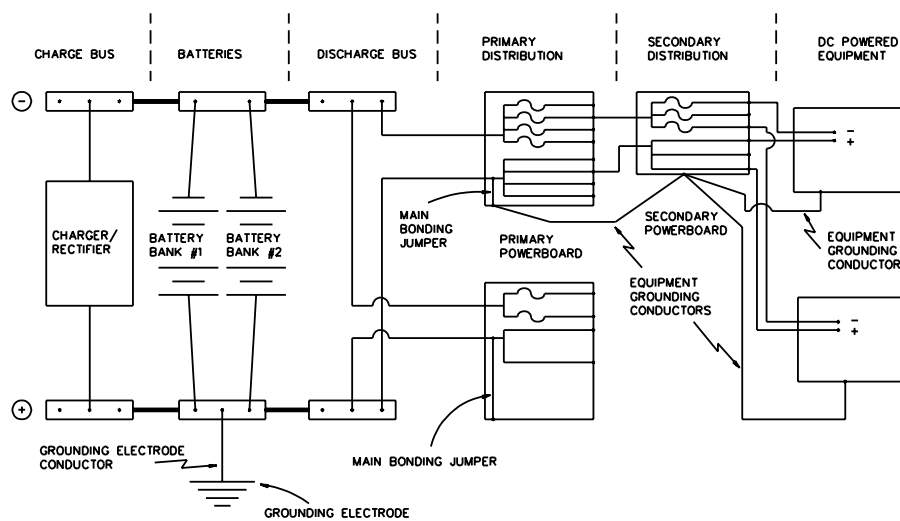 CHARGE BUS
BATTERIES
DISCHARGE BUS
PRIMARY
DISTRIBUTION
SECONDARY
DISTRIBUTION
DC POWERED
EQUIPMENT
−
−
+
CHARGER/
RECTIFIER
BATTERY
BANK #1
BATTERY
BANK #2
MAIN
BONDING
JUMPER
PRIMARY
POWERBOARD
SECONDARY
POWERBOARD
EQUIPMENT
GROUNDING
CONDUCTOR
EQUIPMENT
GROUNDING
CONDUCTORS
−
+
+
GROUNDING ELECTRODE
CONDUCTOR
MAIN BONDING JUMPER
GROUNDING ELECTRODE